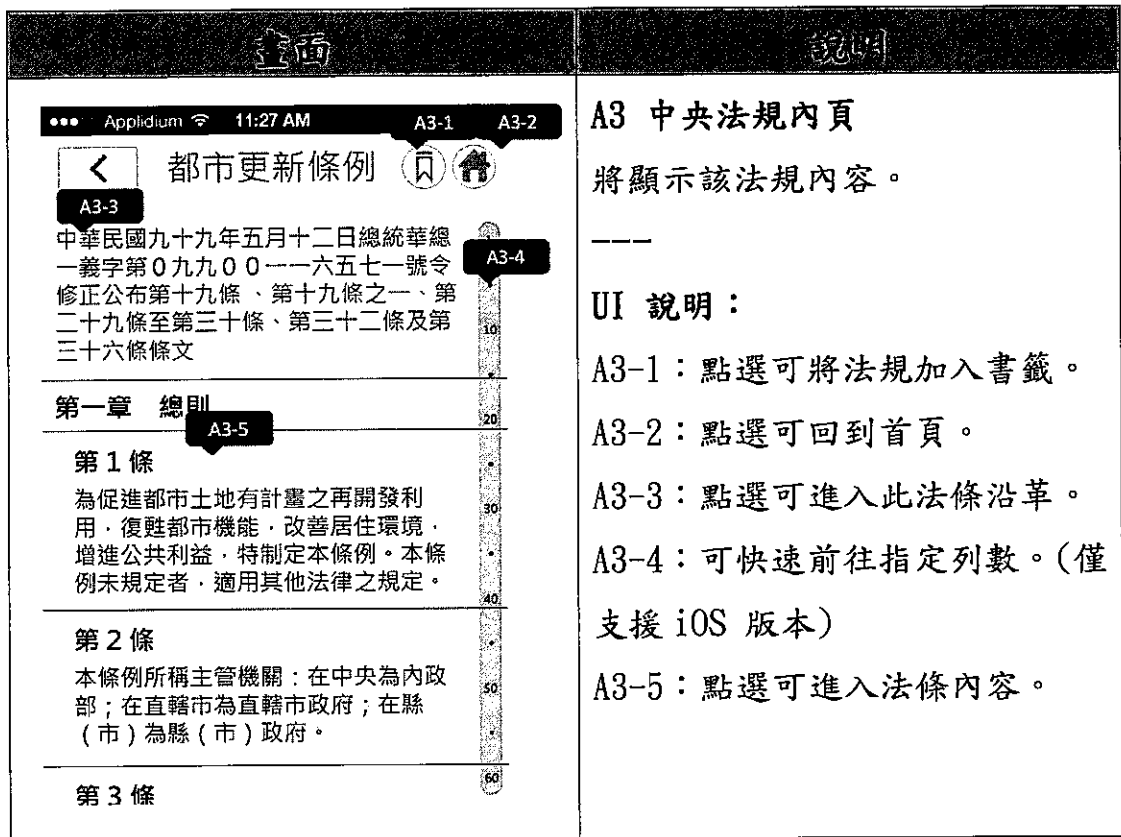 畫面
說明
●●● Applidium 11:27 AM
A3-1
A3-2
都市更新條例
A3-3
中華民國九十九年五月十二日總統華總
一義字第0九九00一一六五七一號令
修正公布第十九條、第十九條之一、第
二十九條至第三十條、第三十二條及第
三十六條條文
A3-4
10
第一章 總則
20
A3-5
第1條
為促進都市土地有計畫之再開發利
用,復甦都市機能,改善居住環境,
增進公共利益,特制定本條例。本條
例未規定者,適用其他法律之規定。
30
40
第2條
本條例所稱主管機關:在中央為內政
部;在直轄市為直轄市政府;在縣
(市)為縣(市)政府。
50
60
第3條
A3 中央法規內頁
將顯示該法規內容。
---
UI 說明:
A3-1:點選可將法規加入書籤。
A3-2:點選可回到首頁。
A3-3:點選可進入此法條沿革。
A3-4:可快速前往指定列數。(僅
支援 iOS 版本)
A3-5:點選可進入法條內容。